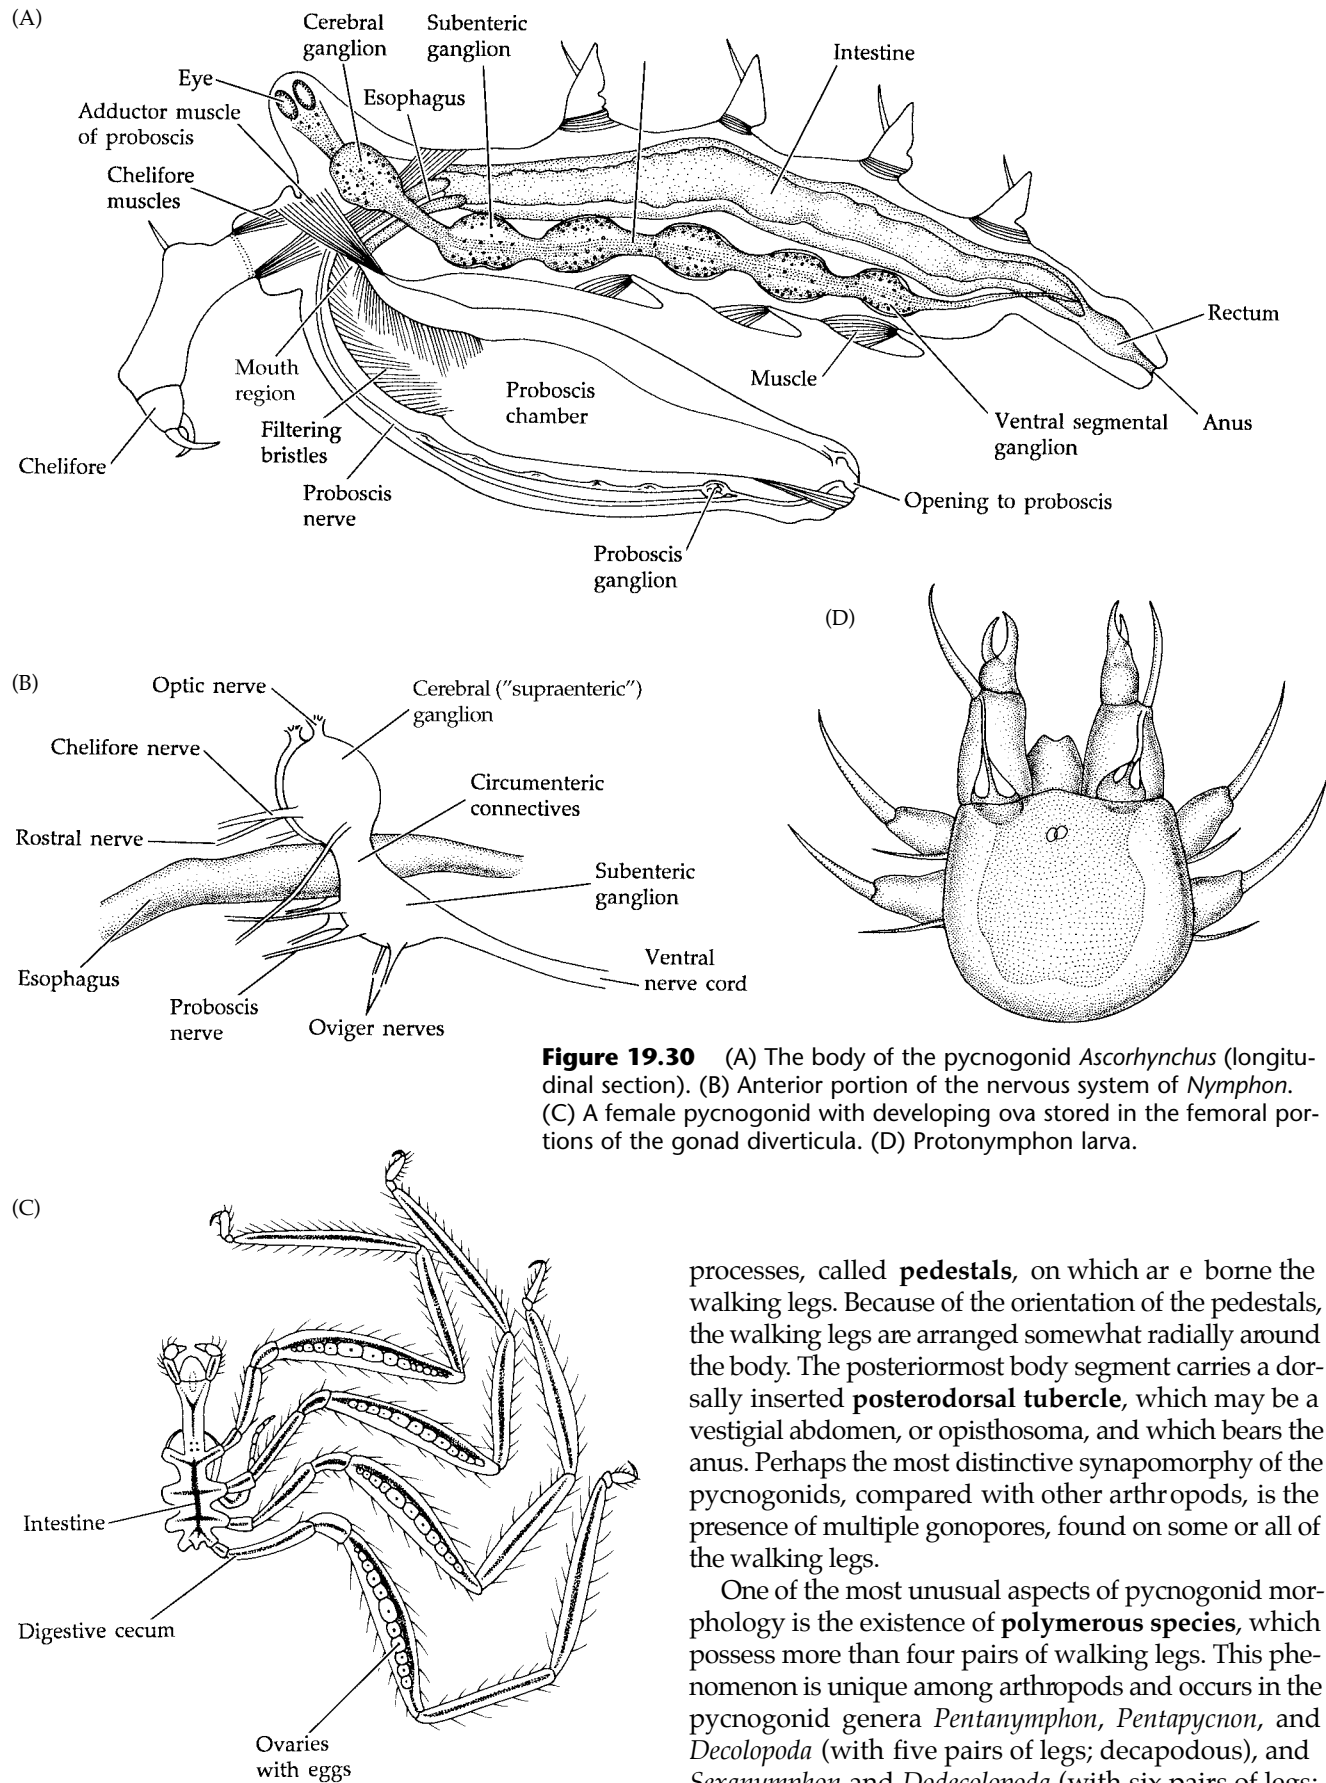 (A)
Cerebral
ganglion
Subenteric
ganglion
Intestine
Eye
Esophagus
Adductor muscle
of proboscis
Chelifore
muscles
Rectum
Mouth
region
Proboscis
chamber
Muscle
Filtering
bristles
Ventral segmental
ganglion
Anus
Chelifore
Proboscis
nerve
Opening to proboscis
Proboscis
ganglion
(D)
(B)
Optic nerve
Cerebral ("supraenteric")
ganglion
Chelifore nerve
Circumenteric
connectives
Rostral nerve
Subenteric
ganglion
Ventral
nerve cord
Esophagus
Proboscis
nerve
Oviger nerves
Figure 19.30 (A) The body of the pycnogonid Ascorhynchus (longitu-
dinal section). (B) Anterior portion of the nervous system of Nymphon.
(C) A female pycnogonid with developing ova stored in the femoral por-
tions of the gonad diverticula. (D) Protonymphon larva.
(C)
Intestine
Digestive cecum
Ovaries
with eggs
processes, called pedestals, on which ar e borne the
walking legs. Because of the orientation of the pedestals,
the walking legs are arranged somewhat radially around
the body. The posteriormost body segment carries a dor-
sally inserted posterodorsal tubercle, which may be a
vestigial abdomen, or opisthosoma, and which bears the
anus. Perhaps the most distinctive synapomorphy of the
pycnogonids, compared with other arthropods, is the
presence of multiple gonopores, found on some or all of
the walking legs.
One of the most unusual aspects of pycnogonid mor-
phology is the existence of polymerous species, which
possess more than four pairs of walking legs. This phe-
nomenon is unique among arthropods and occurs in the
pycnogonid genera Pentanymphon, Pentapycnon, and
Decolopoda (with five pairs of legs; decapodous), and
Sexanymphon and Dodecolopoda (with six pairs of legs;